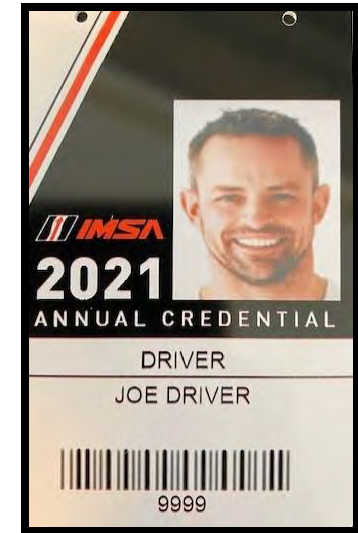 IMSA
2021
ANNUAL CREDENTIAL
DRIVER
JOE DRIVER
9999